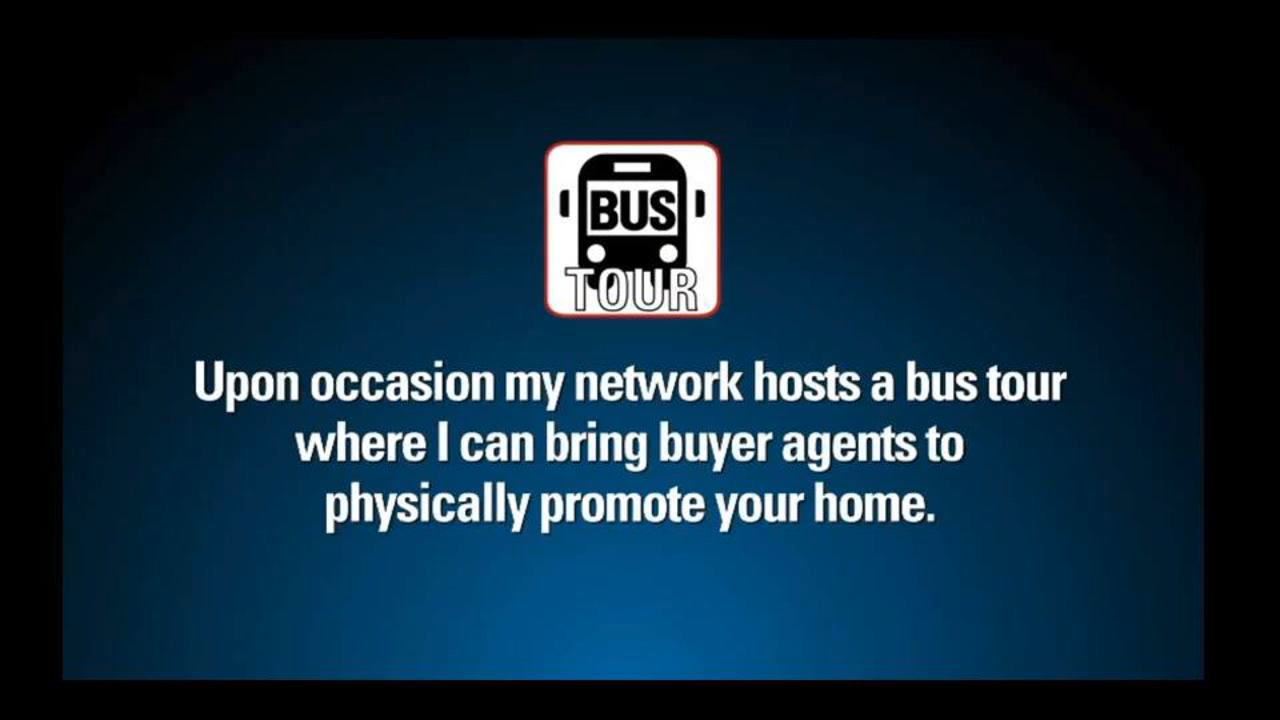 BUS
TOUR
Upon occasion my network hosts a bus tour
where I can bring buyer agents to
physically promote your home.